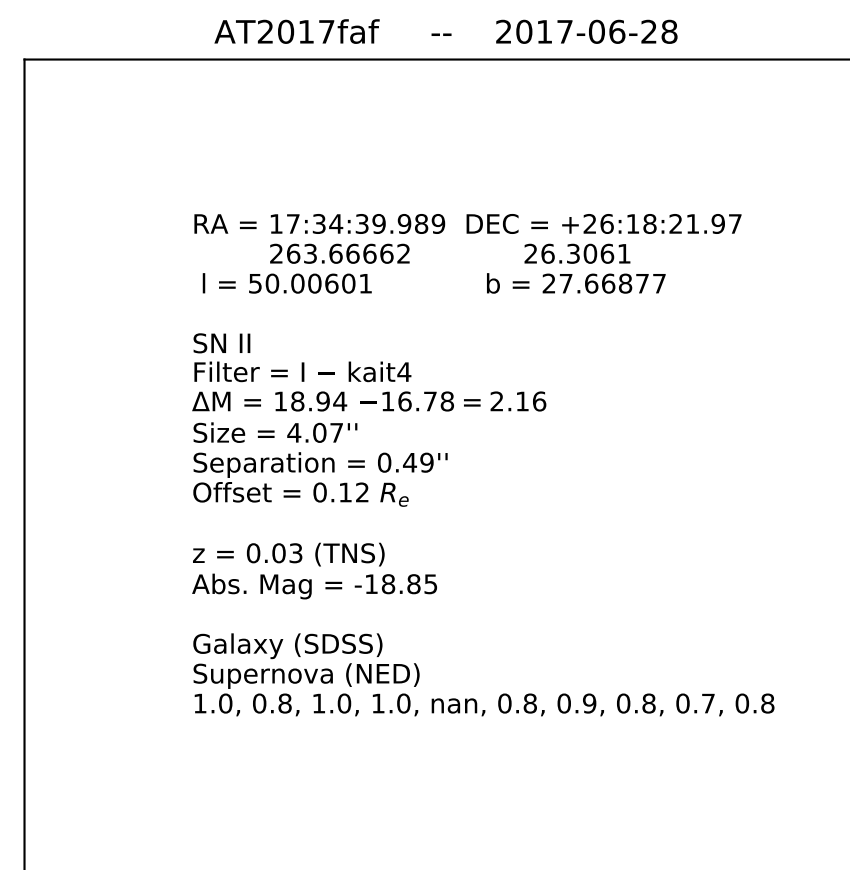 AT2017faf -- 2017-06-28
RA = 17:34:39.989 DEC = +26:18:21.97
263.66662 26.3061
l = 50.00601 b = 27.66877
SN II
Filter = I − kait4
ΔM = 18.94 −16.78 = 2.16
Size = 4.07''
Separation = 0.49''
Offset = 0.12 Rₑ
z = 0.03 (TNS)
Abs. Mag = -18.85
Galaxy (SDSS)
Supernova (NED)
1.0, 0.8, 1.0, 1.0, nan, 0.8, 0.9, 0.8, 0.7, 0.8